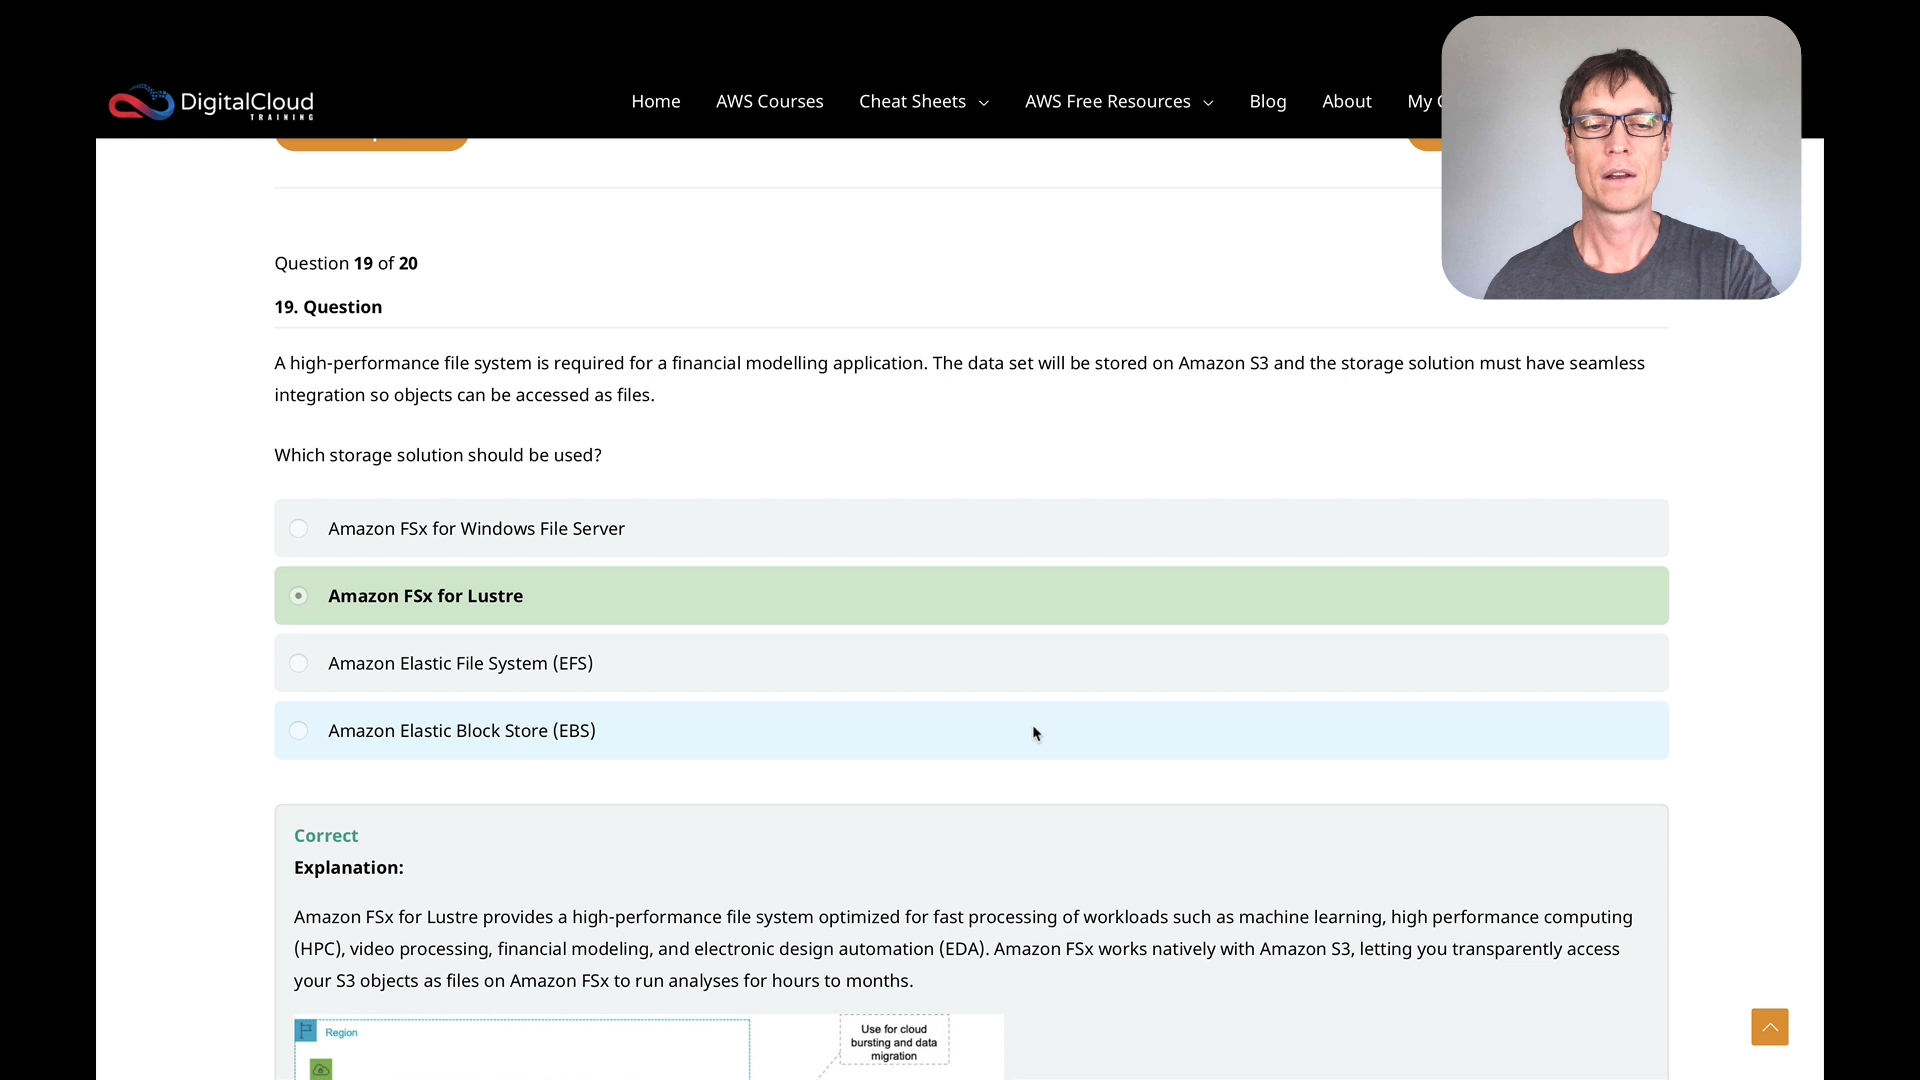 DigitalCloud
TRAINING
Home
AWS Courses
Cheat Sheets
AWS Free Resources
Blog
About
My
Question 19 of 20
19. Question
A high-performance file system is required for a financial modelling application. The data set will be stored on Amazon S3 and the storage solution must have seamless
integration so objects can be accessed as files.
Which storage solution should be used?
Amazon FSx for Windows File Server
Amazon FSx for Lustre
Amazon Elastic File System (EFS)
Amazon Elastic Block Store (EBS)
Correct
Explanation:
Amazon FSx for Lustre provides a high-performance file system optimized for fast processing of workloads such as machine learning, high performance computing
(HPC), video processing, financial modeling, and electronic design automation (EDA). Amazon FSx works natively with Amazon S3, letting you transparently access
your S3 objects as files on Amazon FSx to run analyses for hours to months.
Region
Use for cloud
bursting and data
migration